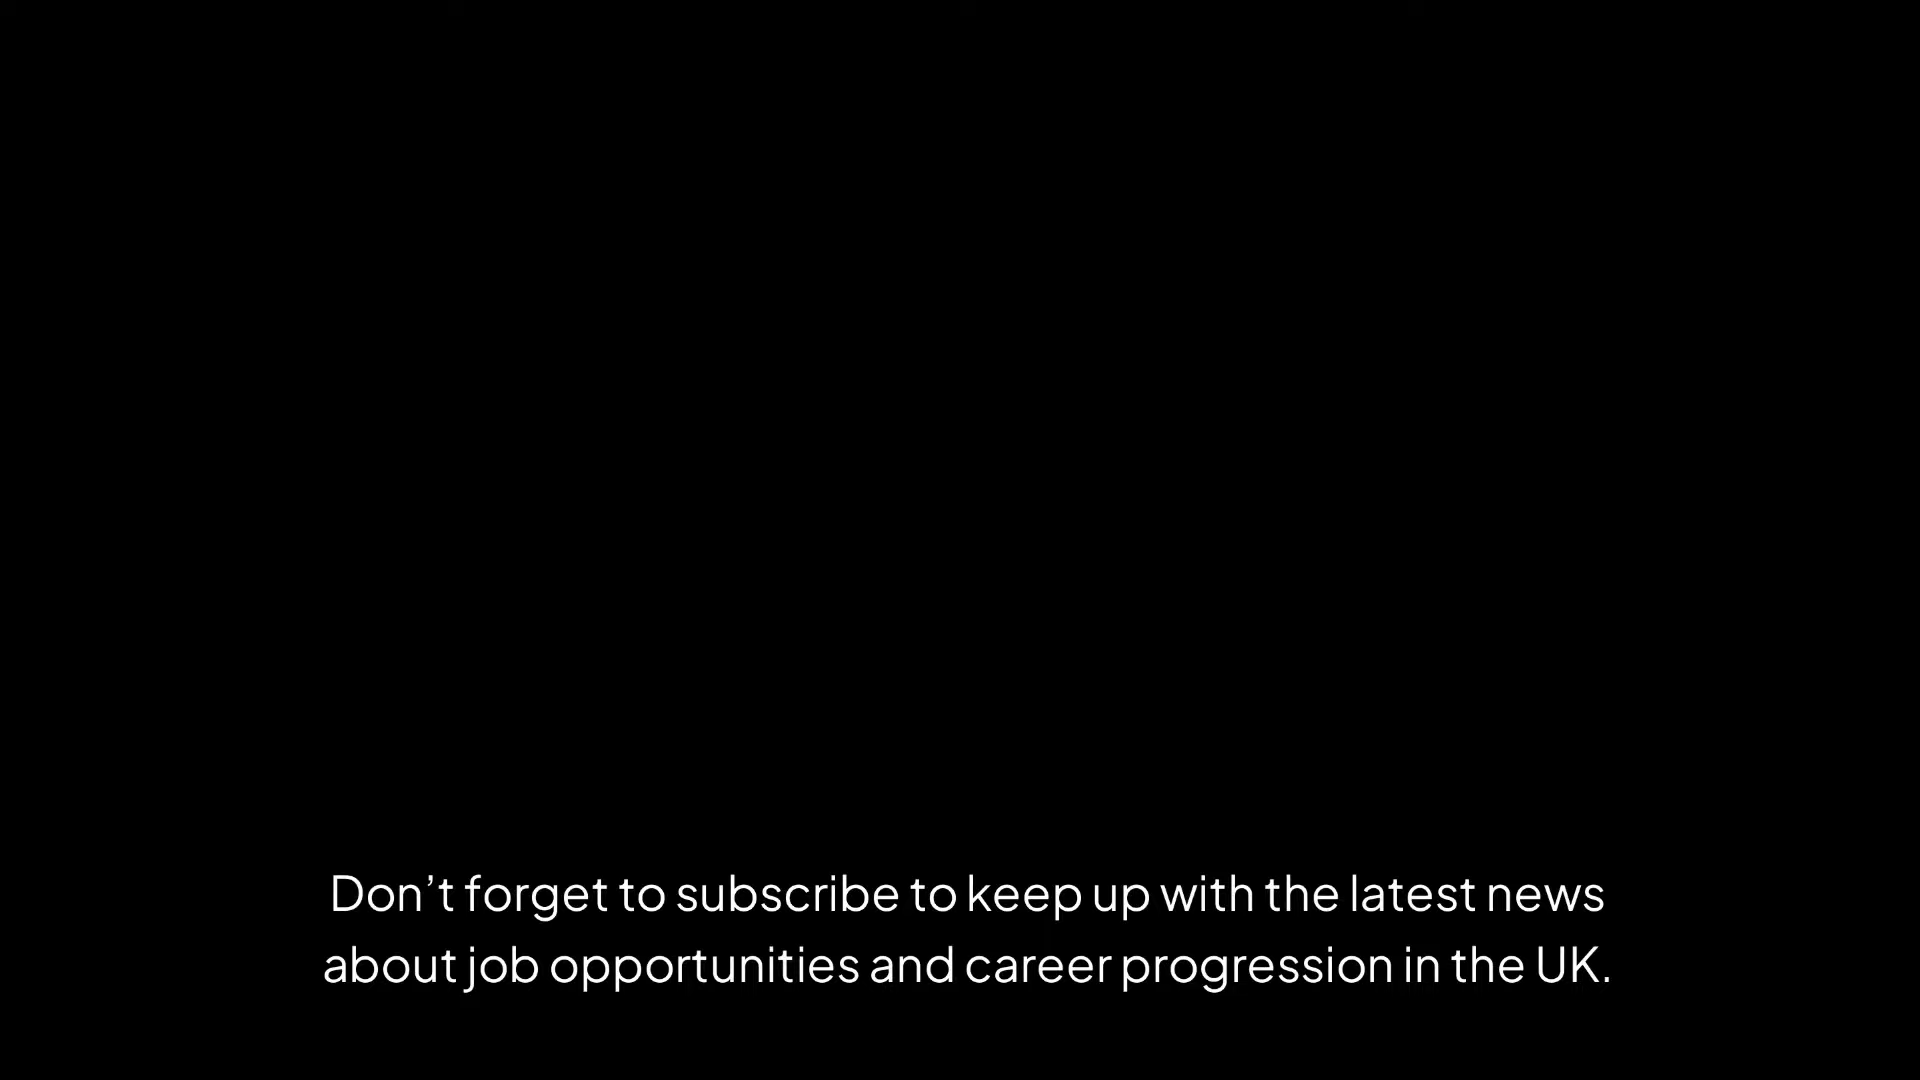 Don’t forget to subscribe to keep up with the latest news
about job opportunities and career progression in the UK.